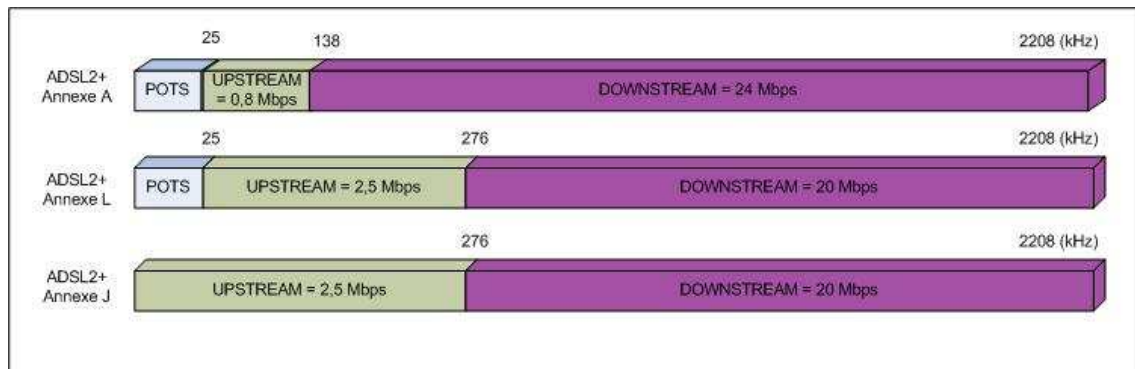 25 138 2208 (kHz)
ADSL2+
Annexe A
POTS
UPSTREAM
= 0,8 Mbps
DOWNSTREAM = 24 Mbps
25 276 2208 (kHz)
ADSL2+
Annexe L
POTS
UPSTREAM = 2,5 Mbps
DOWNSTREAM = 20 Mbps
276 2208 (kHz)
ADSL2+
Annexe J
UPSTREAM = 2,5 Mbps
DOWNSTREAM = 20 Mbps